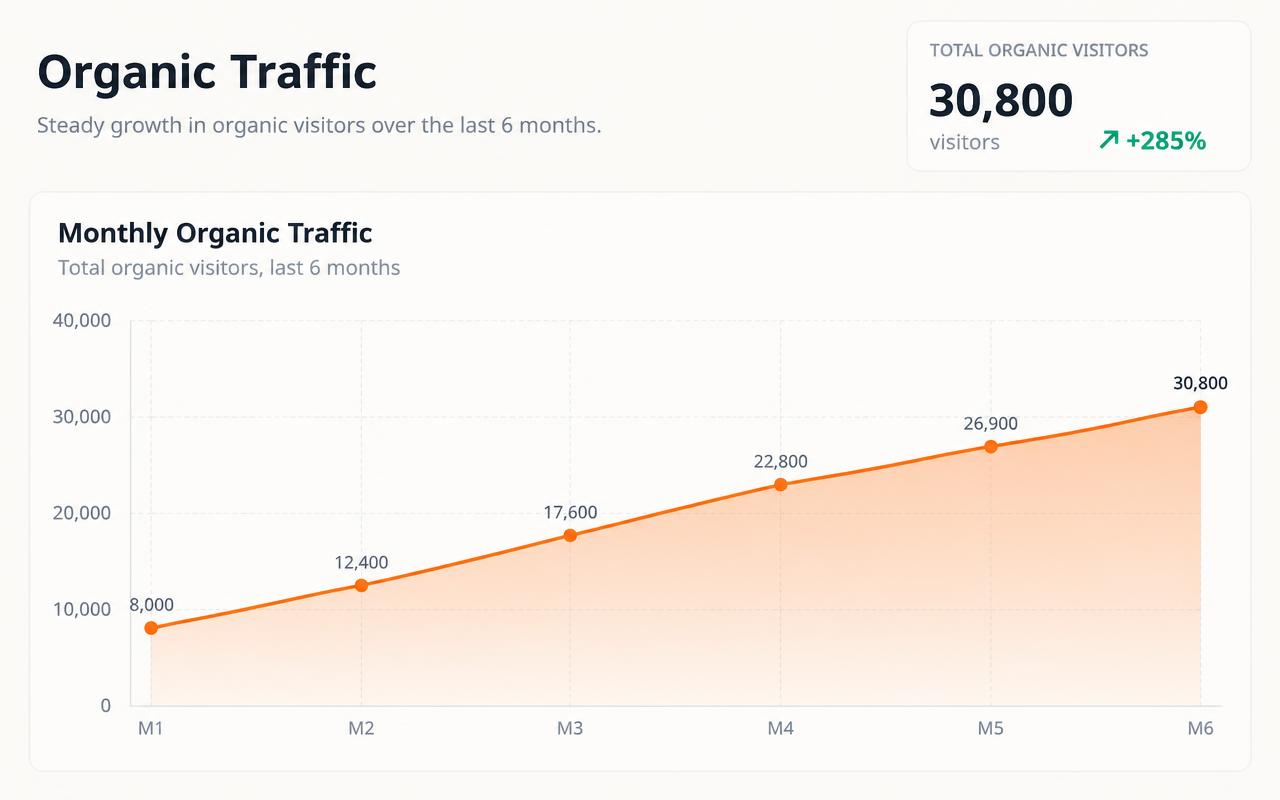 Organic Traffic
Steady growth in organic visitors over the last 6 months.
TOTAL ORGANIC VISITORS
30,800
visitors
+285%
Monthly Organic Traffic
Total organic visitors, last 6 months
40,000
30,000
20,000
10,000
0
8,000
12,400
17,600
22,800
26,900
30,800
M1
M2
M3
M4
M5
M6